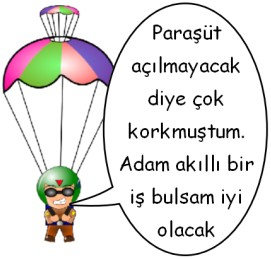 Paraşüt
açılmayacak
diye çok
korkmuştum.
Adam akıllı bir
iş bulsam iyi
olacak